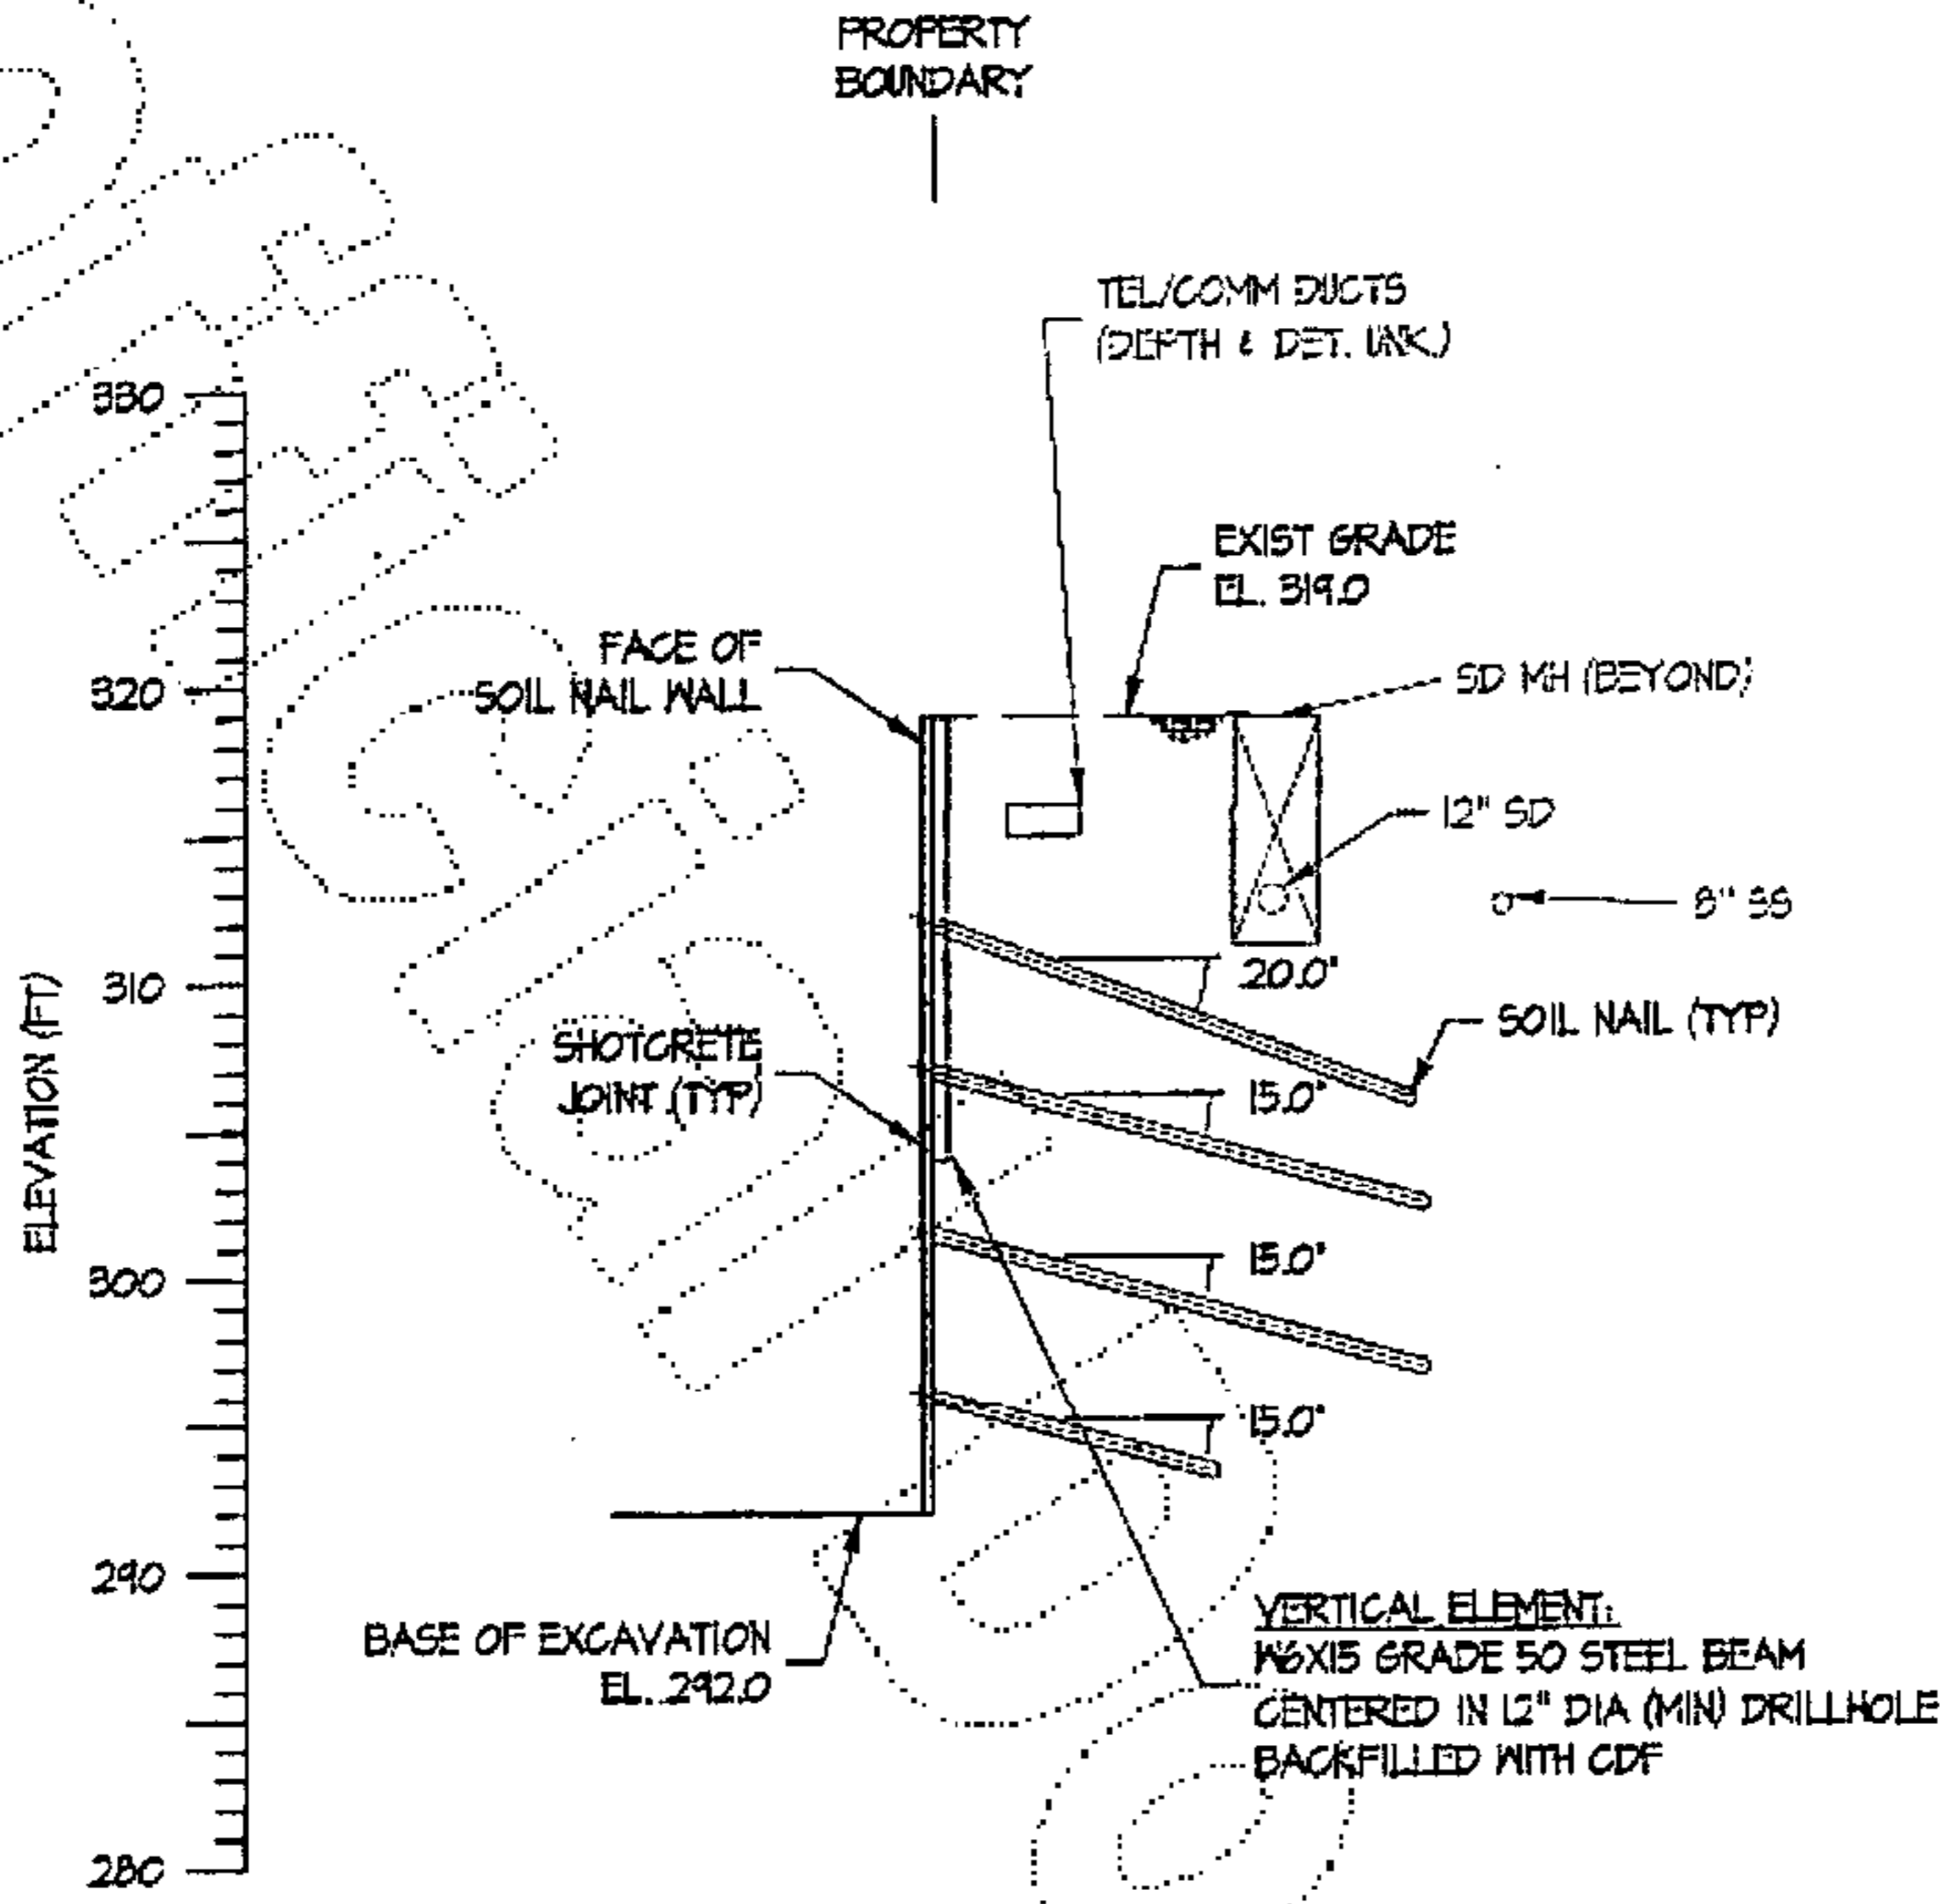 PROPERTY
BOUNDARY
TEL/COMM DUCTS
(DEPTH & DET. UNK.)
330
EXIST GRADE
EL. 319.0
FACE OF
SOIL NAIL WALL
SD MH (BEYOND)
320
12" SD
8" SS
310
20.0°
SOIL NAIL (TYP)
ELEVATION (FT)
SHOTCRETE
JOINT (TYP)
15.0°
300
15.0°
15.0°
290
BASE OF EXCAVATION
EL. 292.0
VERTICAL ELEMENT:
W6X15 GRADE 50 STEEL BEAM
CENTERED IN 12" DIA (MIN) DRILLHOLE
BACKFILLED WITH CDF
280